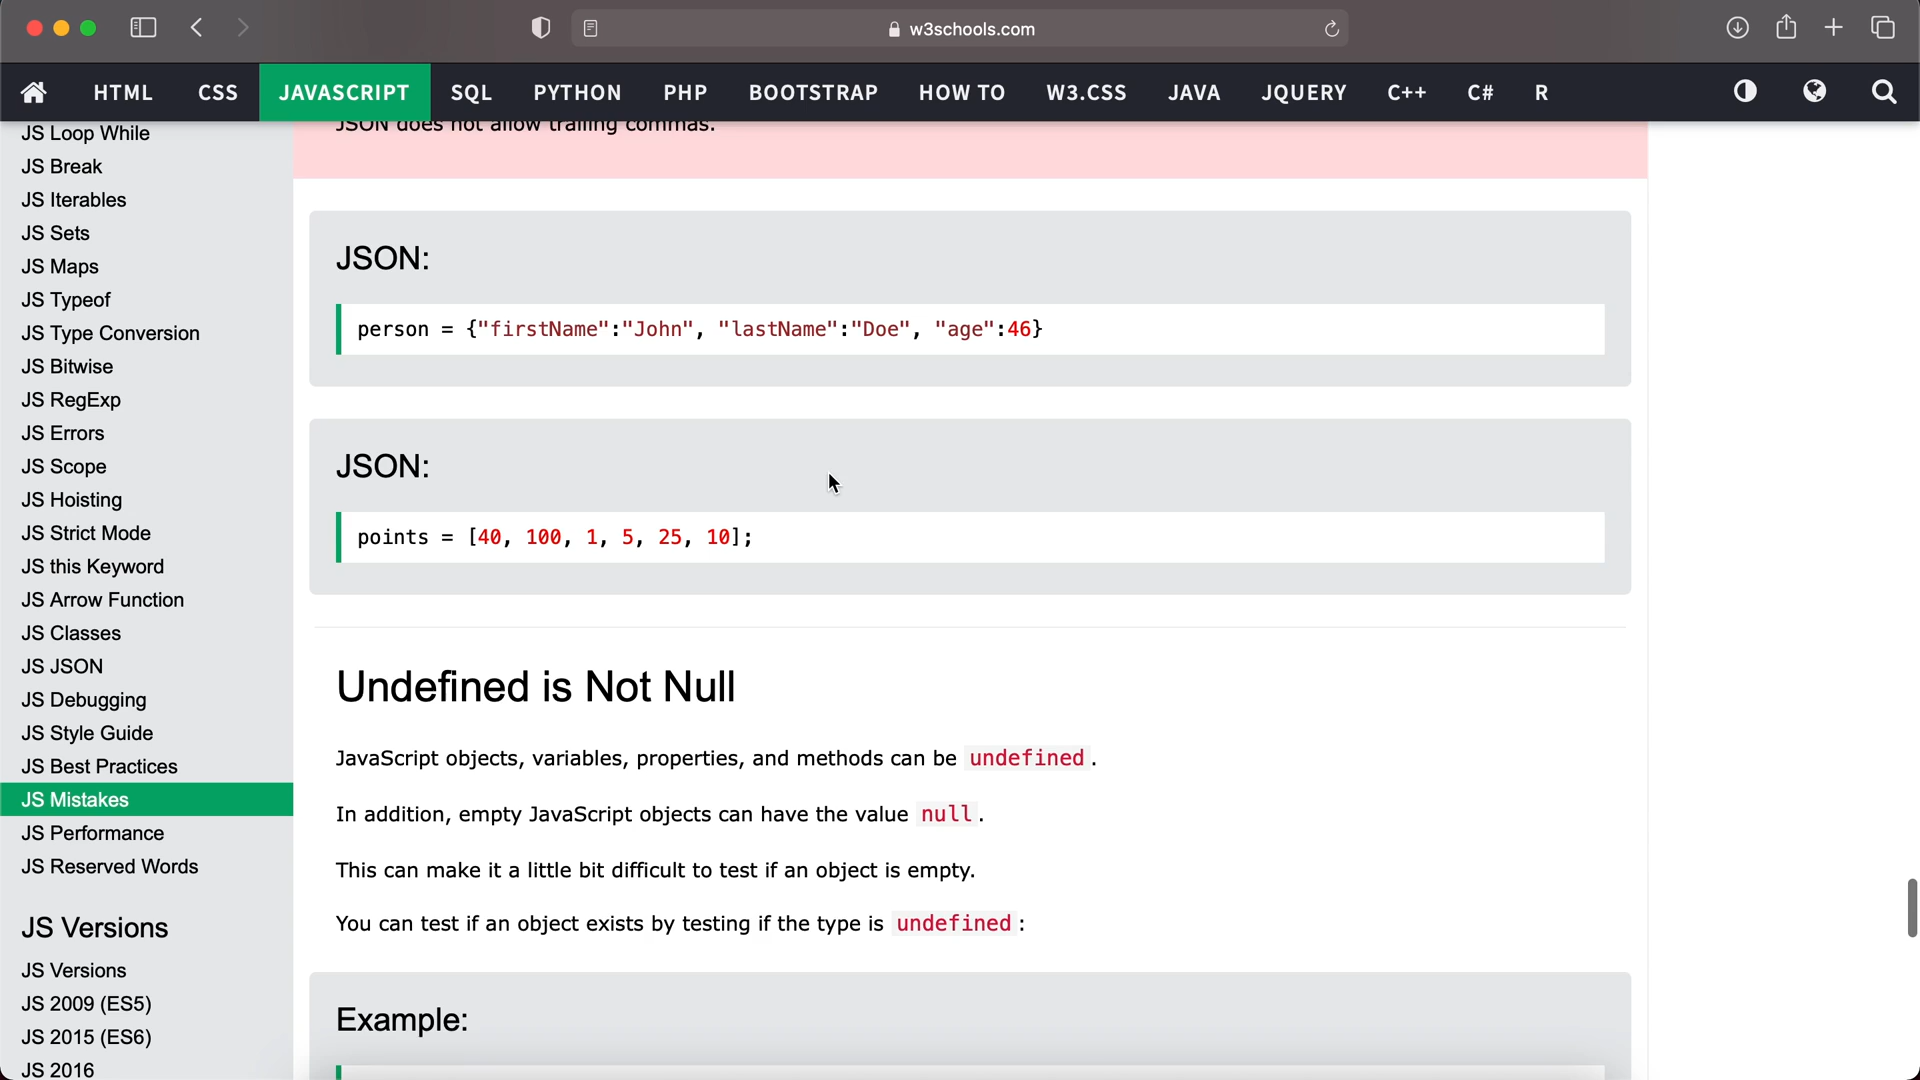 w3schools.com
HTML CSS JAVASCRIPT SQL PYTHON PHP BOOTSTRAP HOW TO W3.CSS JAVA JQUERY C++ C# R
JS Loop While
JS Break
JS Iterables
JS Sets
JS Maps
JS Typeof
JS Type Conversion
JS Bitwise
JS RegExp
JS Errors
JS Scope
JS Hoisting
JS Strict Mode
JS this Keyword
JS Arrow Function
JS Classes
JS JSON
JS Debugging
JS Style Guide
JS Best Practices
JS Mistakes
JS Performance
JS Reserved Words
JS Versions
JS Versions
JS 2009 (ES5)
JS 2015 (ES6)
JS 2016
JSON does not allow trailing commas.
JSON:
person = {"firstName":"John", "lastName":"Doe", "age":46}
JSON:
points = [40, 100, 1, 5, 25, 10];
Undefined is Not Null
JavaScript objects, variables, properties, and methods can be undefined.
In addition, empty JavaScript objects can have the value null.
This can make it a little bit difficult to test if an object is empty.
You can test if an object exists by testing if the type is undefined:
Example: